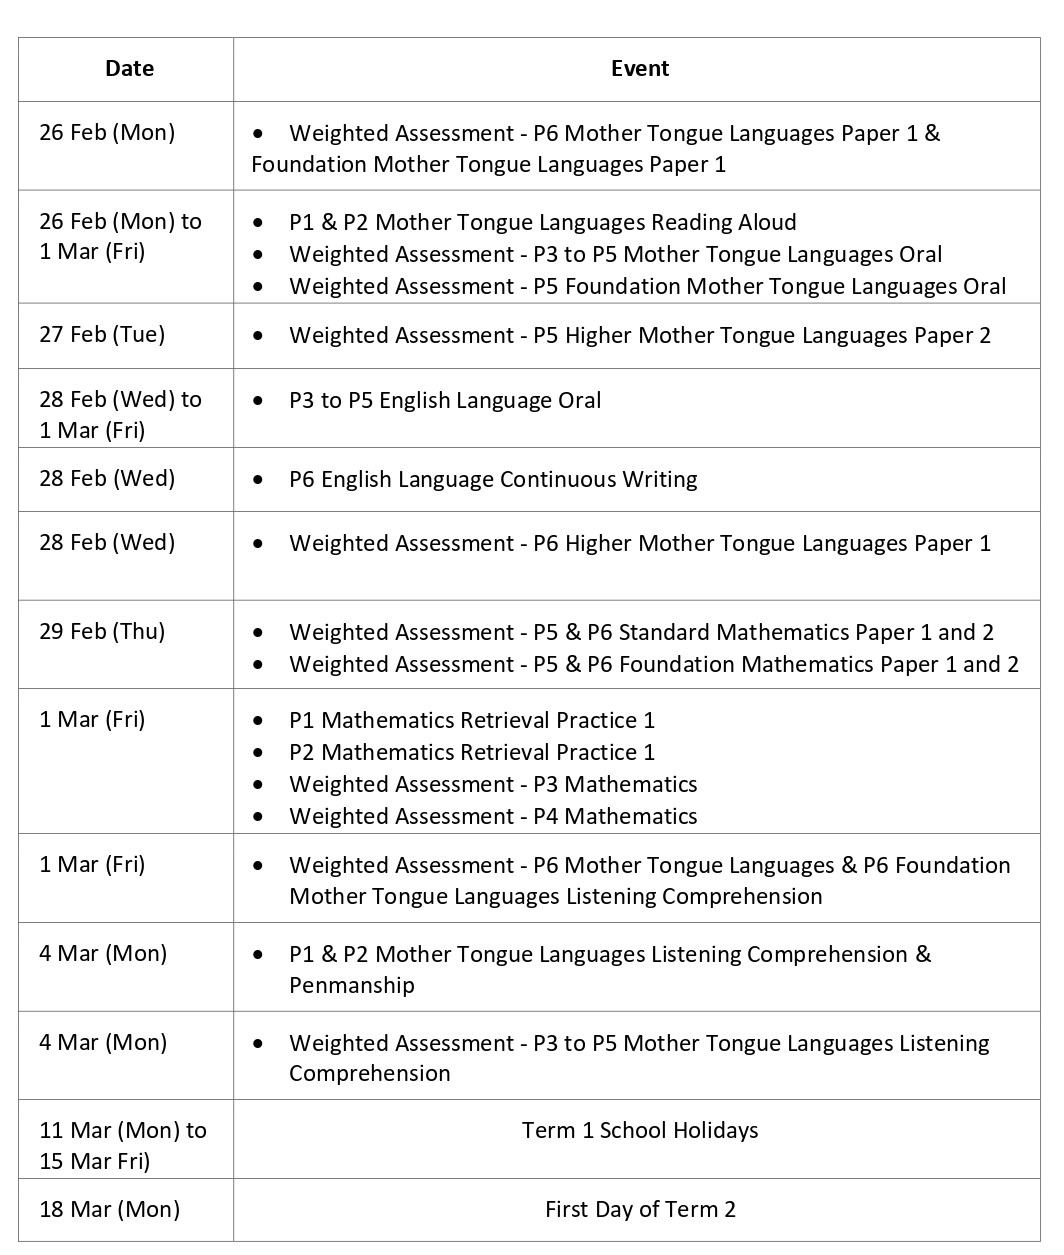 Date Event
26 Feb (Mon) • Weighted Assessment - P6 Mother Tongue Languages Paper 1 &
Foundation Mother Tongue Languages Paper 1
26 Feb (Mon) to • P1 & P2 Mother Tongue Languages Reading Aloud
1 Mar (Fri) • Weighted Assessment - P3 to P5 Mother Tongue Languages Oral
• Weighted Assessment - P5 Foundation Mother Tongue Languages Oral
27 Feb (Tue) • Weighted Assessment - P5 Higher Mother Tongue Languages Paper 2
28 Feb (Wed) to • P3 to P5 English Language Oral
1 Mar (Fri)
28 Feb (Wed) • P6 English Language Continuous Writing
28 Feb (Wed) • Weighted Assessment - P6 Higher Mother Tongue Languages Paper 1
29 Feb (Thu) • Weighted Assessment - P5 & P6 Standard Mathematics Paper 1 and 2
• Weighted Assessment - P5 & P6 Foundation Mathematics Paper 1 and 2
1 Mar (Fri) • P1 Mathematics Retrieval Practice 1
• P2 Mathematics Retrieval Practice 1
• Weighted Assessment - P3 Mathematics
• Weighted Assessment - P4 Mathematics
1 Mar (Fri) • Weighted Assessment - P6 Mother Tongue Languages & P6 Foundation
Mother Tongue Languages Listening Comprehension
4 Mar (Mon) • P1 & P2 Mother Tongue Languages Listening Comprehension &
Penmanship
4 Mar (Mon) • Weighted Assessment - P3 to P5 Mother Tongue Languages Listening
Comprehension
11 Mar (Mon) to Term 1 School Holidays
15 Mar Fri)
18 Mar (Mon) First Day of Term 2